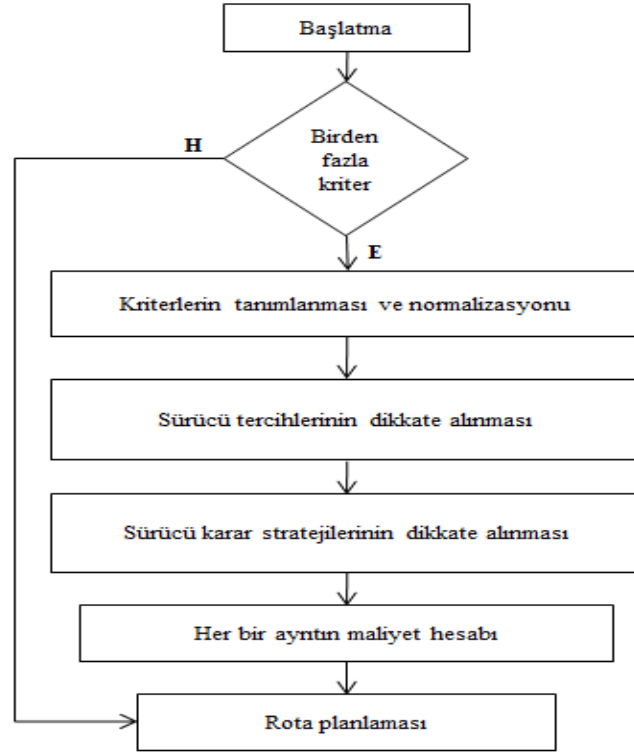 Başlatma
Birden
fazla
kriter
H
E
Kriterlerin tanımlanması ve normalizasyonu
Sürücü tercihlerinin dikkate alınması
Sürücü karar stratejilerinin dikkate alınması
Her bir ayrıtın maliyet hesabı
Rota planlaması